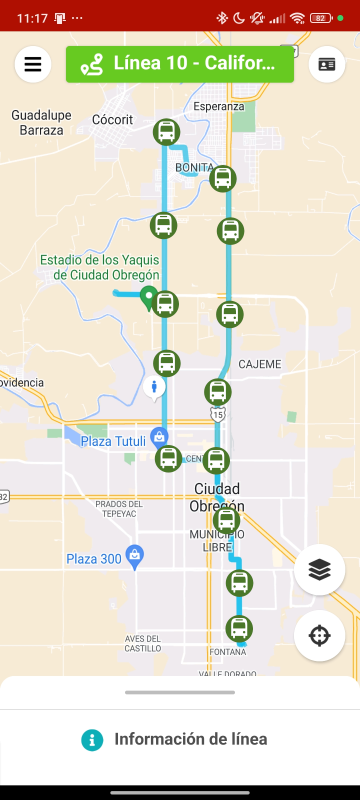 11:17
82
Línea 10 - Califor...
Guadalupe
Barraza
Cócorit
Esperanza
BONITA
Estadio de los Yaquis
de Ciudad Obregón
CAJEME
ovidencia
15
Plaza Tutuli
CENT
32
PRADOS DEL
TEPEYAC
Ciudad
Obregón
MUNICIPIO
LIBRE
Plaza 300
AVES DEL
CASTILLO
FONTANA
VALLE DORADO
Información de línea